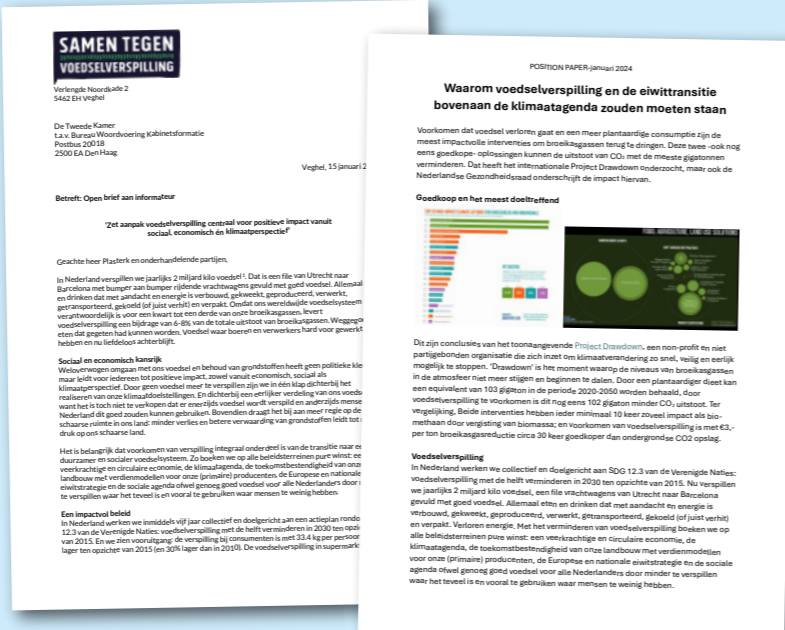 SAMEN TEGEN
VOEDSELVERSPILLING
Verlengde Noordkade 2
5462 EH Veghel
De Tweede Kamer
t.a.v. Bureau Woordvoering Kabinetsformatie
Postbus 20018
2500 EA Den Haag
Veghel, 15 januari 2
Betreft: Open brief aan informateur
'Zet aanpak voedselverspilling centraal voor positieve impact vanuit
sociaal, economisch én klimaatperspectief'
Geachte heer Plasterk en onderhandelende partijen,
In Nederland verspillen we jaarlijks 2 miljard kilo voedsel¹. Dat is een file van Utrecht naar
Barcelona met bumper aan bumper rijdende vrachtwagens gevuld met goed voedsel. Allemaal
en drinken dat met aandacht en energie is verbouwd, gekweekt, geproduceerd, verwerkt,
getransporteerd, gekoeld (of juist verhit) en verpakt. Omdat ons wereldwijde voedselsysteem
verantwoordelijk is voor een kwart tot een derde van onze broeikasgassen, levert
voedselverspilling een bijdrage van 6-8% van de totale uitstoot van broeikasgassen. Weggego
eten dat gegeten had kunnen worden. Voedsel waar boeren en verwerkers hard voor gewerkt
hebben en nu liefdeloos achterblijft.
Sociaal en economisch kansrijk
Weloverwogen omgaan met ons voedsel en behoud van grondstoffen heeft geen politieke kle
maar leidt voor iedereen tot positieve impact, zowel vanuit economisch, sociaal als
klimaatperspectief. Door geen voedsel meer te verspillen zijn we in één klap dichterbij het
realiseren van onze klimaatdoelstellingen. En dichterbij een eerlijker verdeling van ons voedse
want het is toch niet te verkopen dat er enerzijds voedsel wordt verspild en anderzijds mense
Nederland dit goed zouden kunnen gebruiken. Bovendien draagt het bij aan meer regie op de
schaarse ruimte in ons land: minder verlies en betere verwaarding van grondstoffen leidt tot
druk op ons schaarse land.
Het is belangrijk dat voorkomen van verspilling integraal onderdeel is van de transitie naar ee
duurzamer en socialer voedselsysteem. Zo boeken we op alle beleidsterreinen pure winst: ee
veerkrachtige en circulaire economie, de klimaatagenda, de toekomstbestendigheid van onze
landbouw met verdienmodellen voor onze (primaire) producenten, de Europese en nationale
eiwitstrategie en de sociale agenda ofwel genoeg goed voedsel voor alle Nederlanders door
te verspillen waar het teveel is en vooral te gebruiken waar mensen te weinig hebben.
Een impactvol beleid
In Nederland werken we inmiddels vijf jaar collectief en doelgericht aan een actieplan rondo
12.3 van de Verenigde Naties: voedselverspilling met de helft verminderen in 2030 ten opzic
van 2015. En we zien vooruitgang: de verspilling bij consumenten is met 33.4 kg per persoon
lager ten opzichte van 2015 (en 30% lager dan in 2010). De voedselverspilling in supermark
POSITION PAPER-januari 2024
Waarom voedselverspilling en de eiwittransitie
bovenaan de klimaatagenda zouden moeten staan
Voorkomen dat voedsel verloren gaat en een meer plantaardige consumptie zijn de
meest impactvolle interventies om broeikasgassen terug te dringen. Deze twee -ook nog
eens goedkope- oplossingen kunnen de uitstoot van CO₂ met de meeste gigatonnen
verminderen. Dat heeft het internationale Project Drawdown onderzocht, maar ook de
Nederlandse Gezondheidsraad onderschrijft de impact hiervan.
Goedkoop en het meest doeltreffend
FOOD, AGRICULTURE, LAND USE SOLUTIONS
Dit zijn conclusies van het toonaangevende Project Drawdown, een non-profit en niet
partijgebonden organisatie die zich inzet om klimaatverandering zo snel, veilig en eerlijk
mogelijk te stoppen. 'Drawdown' is het moment waarop de niveaus van broeikasgassen
in de atmosfeer niet meer stijgen en beginnen te dalen. Door een plantaardiger dieet kan
een equivalent van 103 gigaton in de periode 2020-2050 worden behaald, door
voedselverspilling te voorkomen is dit nog eens 102 gigaton minder CO₂ uitstoot. Ter
vergelijking, Beide interventies hebben ieder minimaal 10 keer zoveel impact als bio-
methaan door vergisting van biomassa; en voorkomen van voedselverspilling is met €3,-
per ton broeikasgasreductie circa 30 keer goedkoper dan ondergrondse CO2 opslag.
Voedselverspilling
In Nederland werken we collectief en doelgericht aan SDG 12.3 van de Verenigde Naties:
voedselverspilling met de helft verminderen in 2030 ten opzichte van 2015. Nu verspillen
we jaarlijks 2 miljard kilo voedsel, een file vrachtwagens van Utrecht naar Barcelona
gevuld met goed voedsel. Allemaal eten en drinken dat met aandacht en energie is
verbouwd, gekweekt, geproduceerd, verwerkt, getransporteerd, gekoeld (of juist verhit)
en verpakt. Verloren energie. Met het verminderen van voedselverspilling boeken we op
alle beleidsterreinen pure winst: een veerkrachtige en circulaire economie, de
klimaatagenda, de toekomstbestendigheid van onze landbouw met verdienmodellen
voor onze (primaire) producenten, de Europese en nationale eiwitstrategie en de sociale
agenda ofwel genoeg goed voedsel voor alle Nederlanders door minder te verspillen
waar het teveel is en vooral te gebruiken waar mensen te weinig hebben.